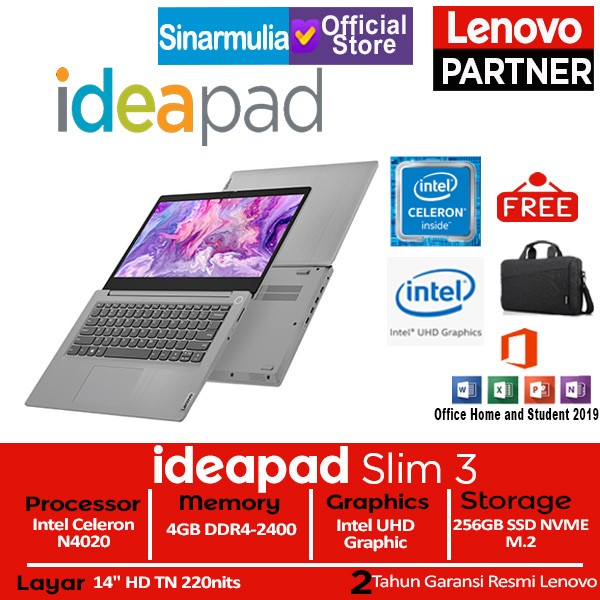 Sinarmulia
Official
Store
Lenovo
PARTNER
ideapad
intel
CELERON®
inside™
FREE
intel
Intel® UHD Graphics
Office Home and Student 2019
ideapad Slim 3
Processor
Intel Celeron
N4020
Memory
4GB DDR4-2400
Graphics
Intel UHD
Graphic
Storage
256GB SSD NVME
M.2
Layar 14" HD TN 220nits
2 Tahun Garansi Resmi Lenovo